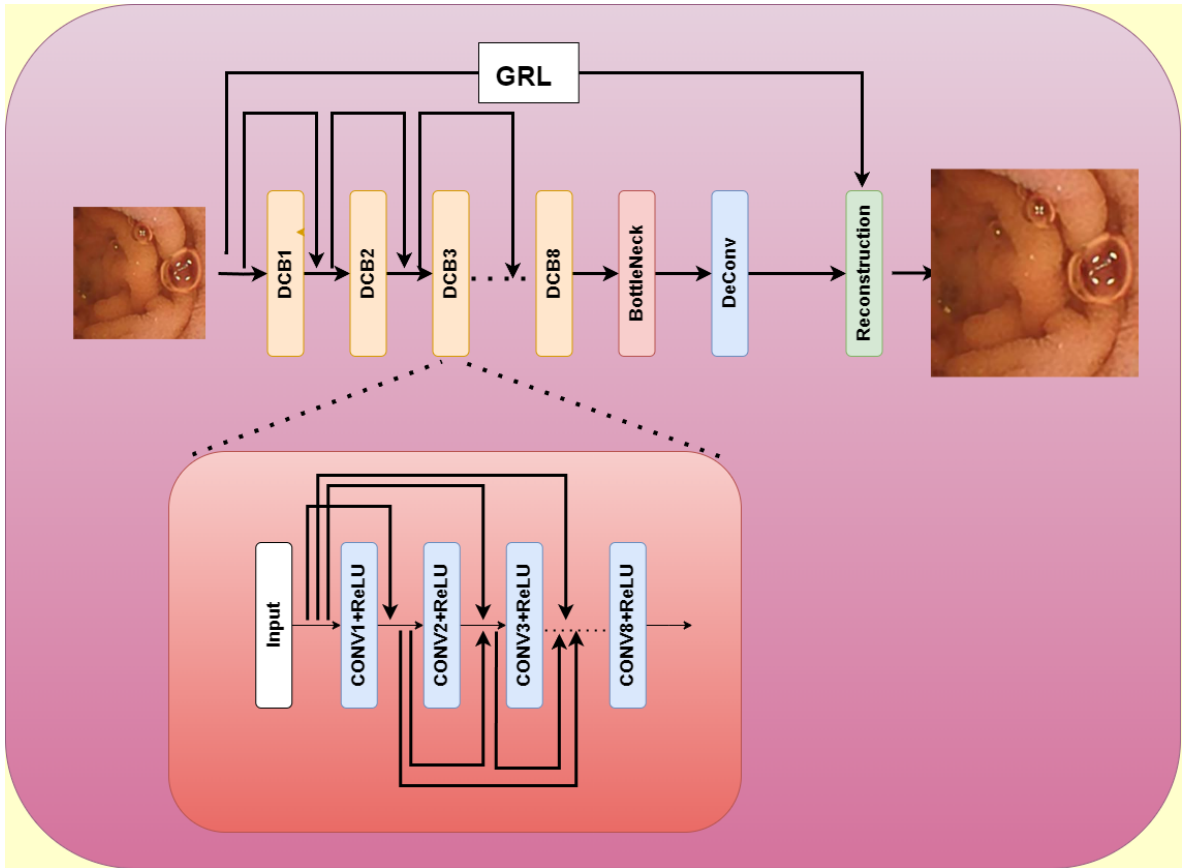 GRL
DCB1
DCB2
DCB3
DCB8
BottleNeck
DeConv
Reconstruction
Input
CONV1+ReLU
CONV2+ReLU
CONV3+ReLU
CONV8+ReLU